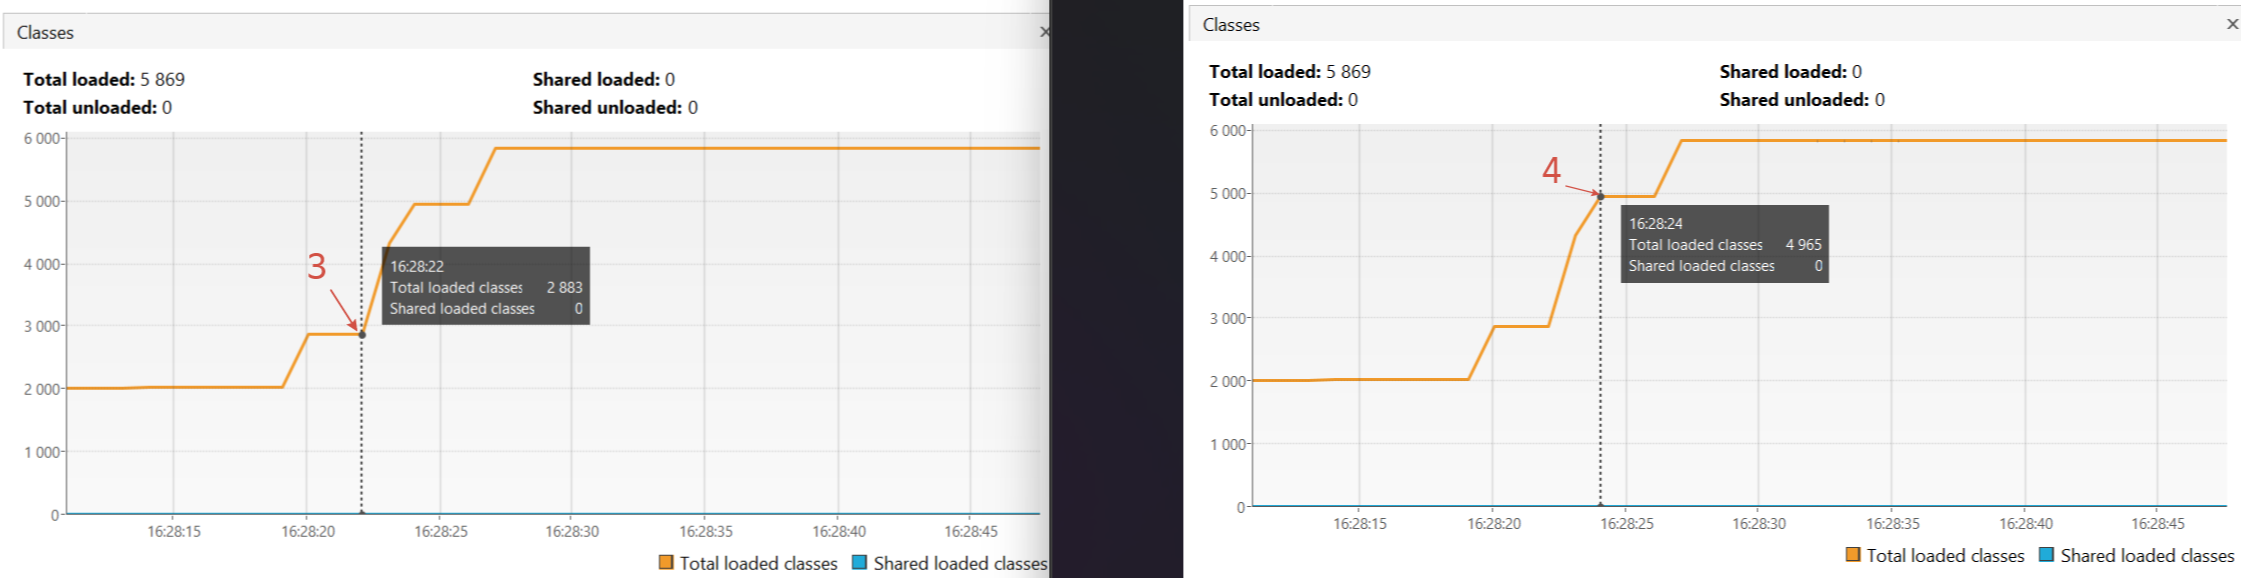 Classes
×
Total loaded: 5 869
Shared loaded: 0
Total unloaded: 0
Shared unloaded: 0
6 000
5 000
4 000
3 000
2 000
1 000
0
3
16:28:22
Total loaded classes 2 883
Shared loaded classes 0
16:28:15 16:28:20 16:28:25 16:28:30 16:28:35 16:28:40 16:28:45
Total loaded classes Shared loaded classes
Classes
×
Total loaded: 5 869
Shared loaded: 0
Total unloaded: 0
Shared unloaded: 0
6 000
5 000
4 000
3 000
2 000
1 000
0
4
16:28:24
Total loaded classes 4 965
Shared loaded classes 0
16:28:15 16:28:20 16:28:25 16:28:30 16:28:35 16:28:40 16:28:45
Total loaded classes Shared loaded classes